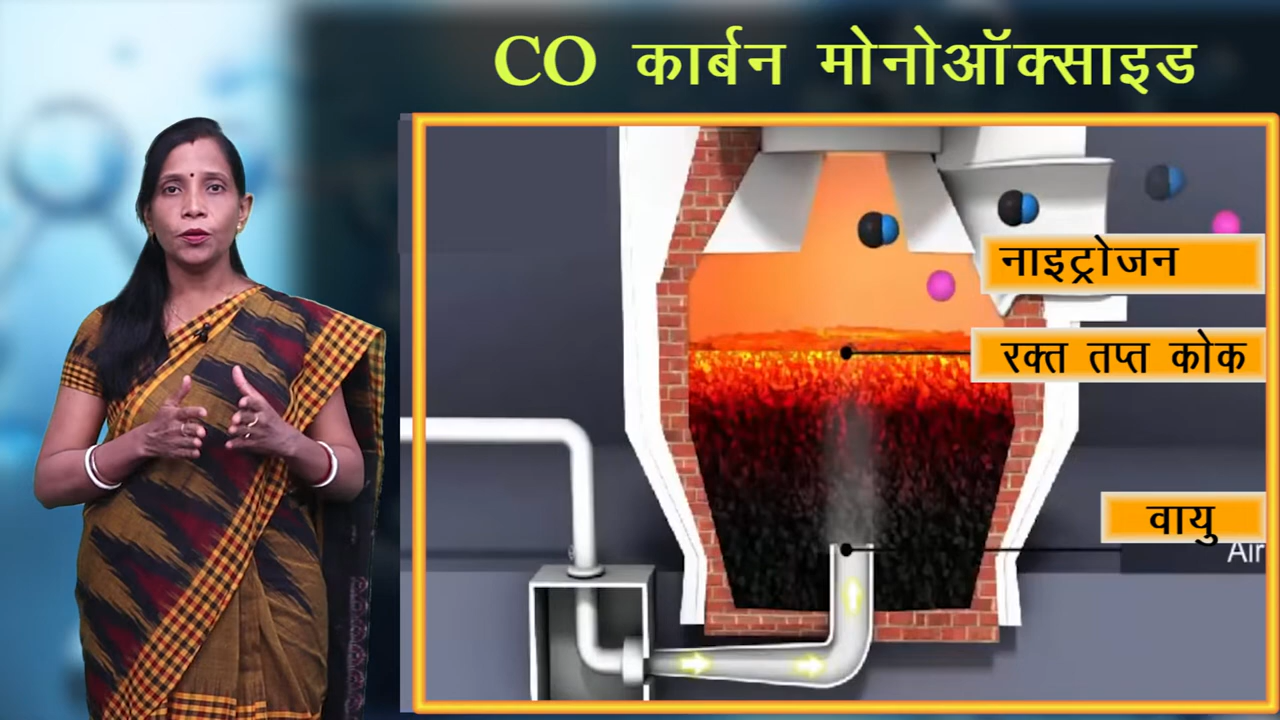 CO कार्बन मोनोऑक्साइड
नाइट्रोजन
रक्त तप्त कोक
वायु
Air